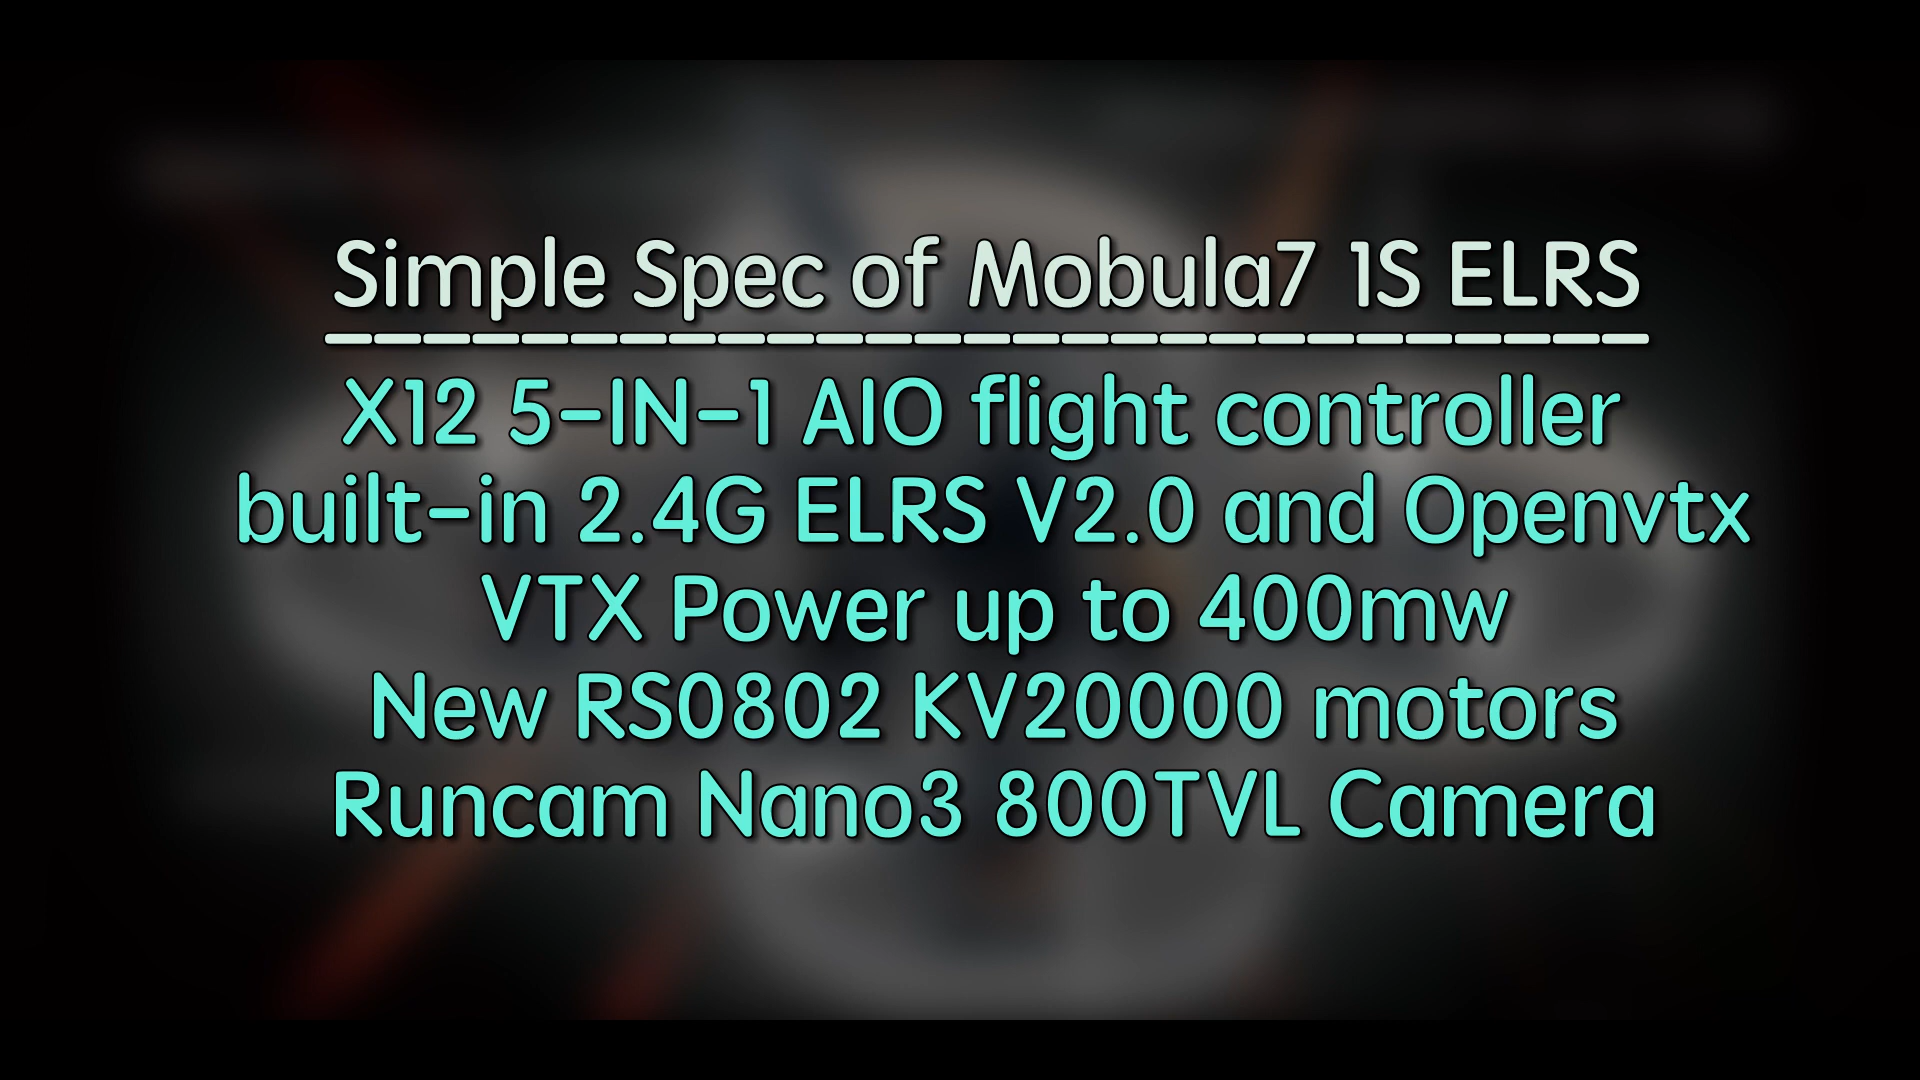 Simple Spec of Mobula7 1S ELRS
X12 5-IN-1 AIO flight controller
built-in 2.4G ELRS V2.0 and Openvtx
VTX Power up to 400mw
New RS0802 KV20000 motors
Runcam Nano3 800TVL Camera